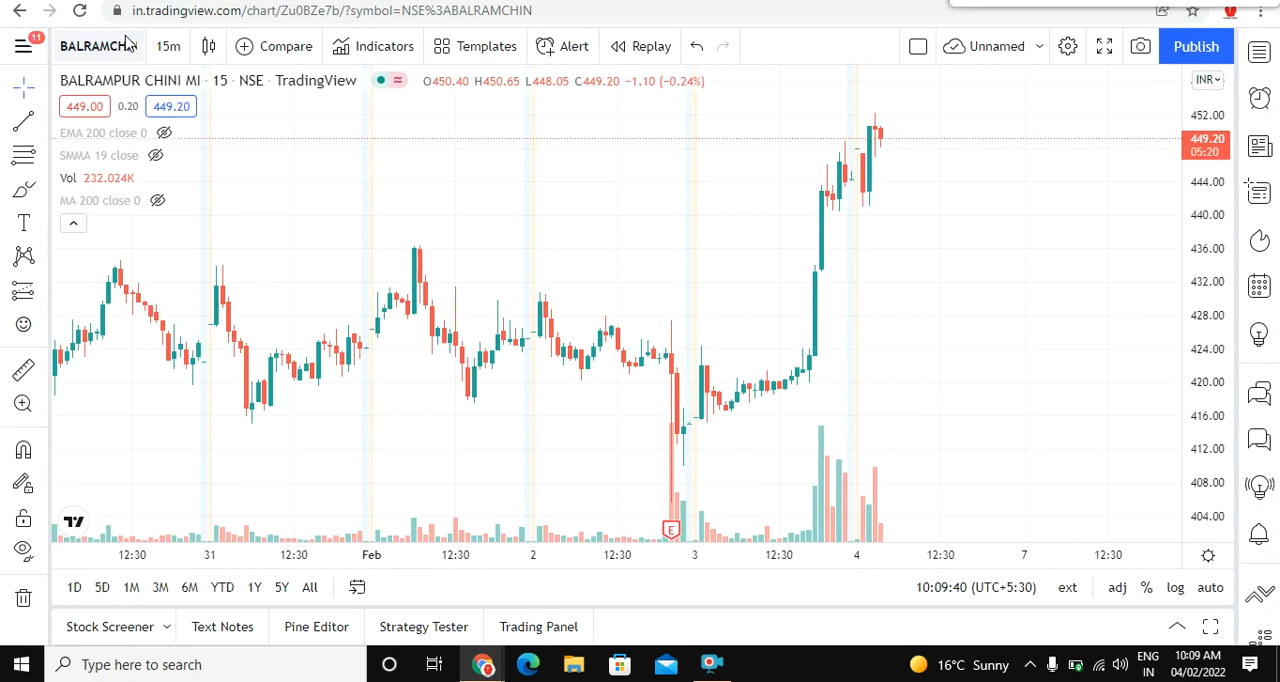 in.tradingview.com/chart/Zu0BZe7b/?symbol=NSE%3ABALRAMCHIN
11
BALRAMCHIN 15m Compare Indicators Templates Alert Replay Unnamed Publish
BALRAMPUR CHINI MI · 15 · NSE · TradingView ≈ O450.40 H450.65 L448.05 C449.20 −1.10 (−0.24%)
INR
449.00 0.20 449.20
EMA 200 close 0
SMMA 19 close
Vol 232.024K
MA 200 close 0
452.00
449.20
05:20
444.00
440.00
436.00
432.00
428.00
424.00
420.00
416.00
412.00
408.00
404.00
E
12:30 31 12:30 Feb 12:30 2 12:30 3 12:30 4 12:30 7 12:30
1D 5D 1M 3M 6M YTD 1Y 5Y All 10:09:40 (UTC+5:30) ext adj % log auto
Stock Screener Text Notes Pine Editor Strategy Tester Trading Panel
Type here to search
16°C Sunny
ENG
IN
10:09 AM
04/02/2022